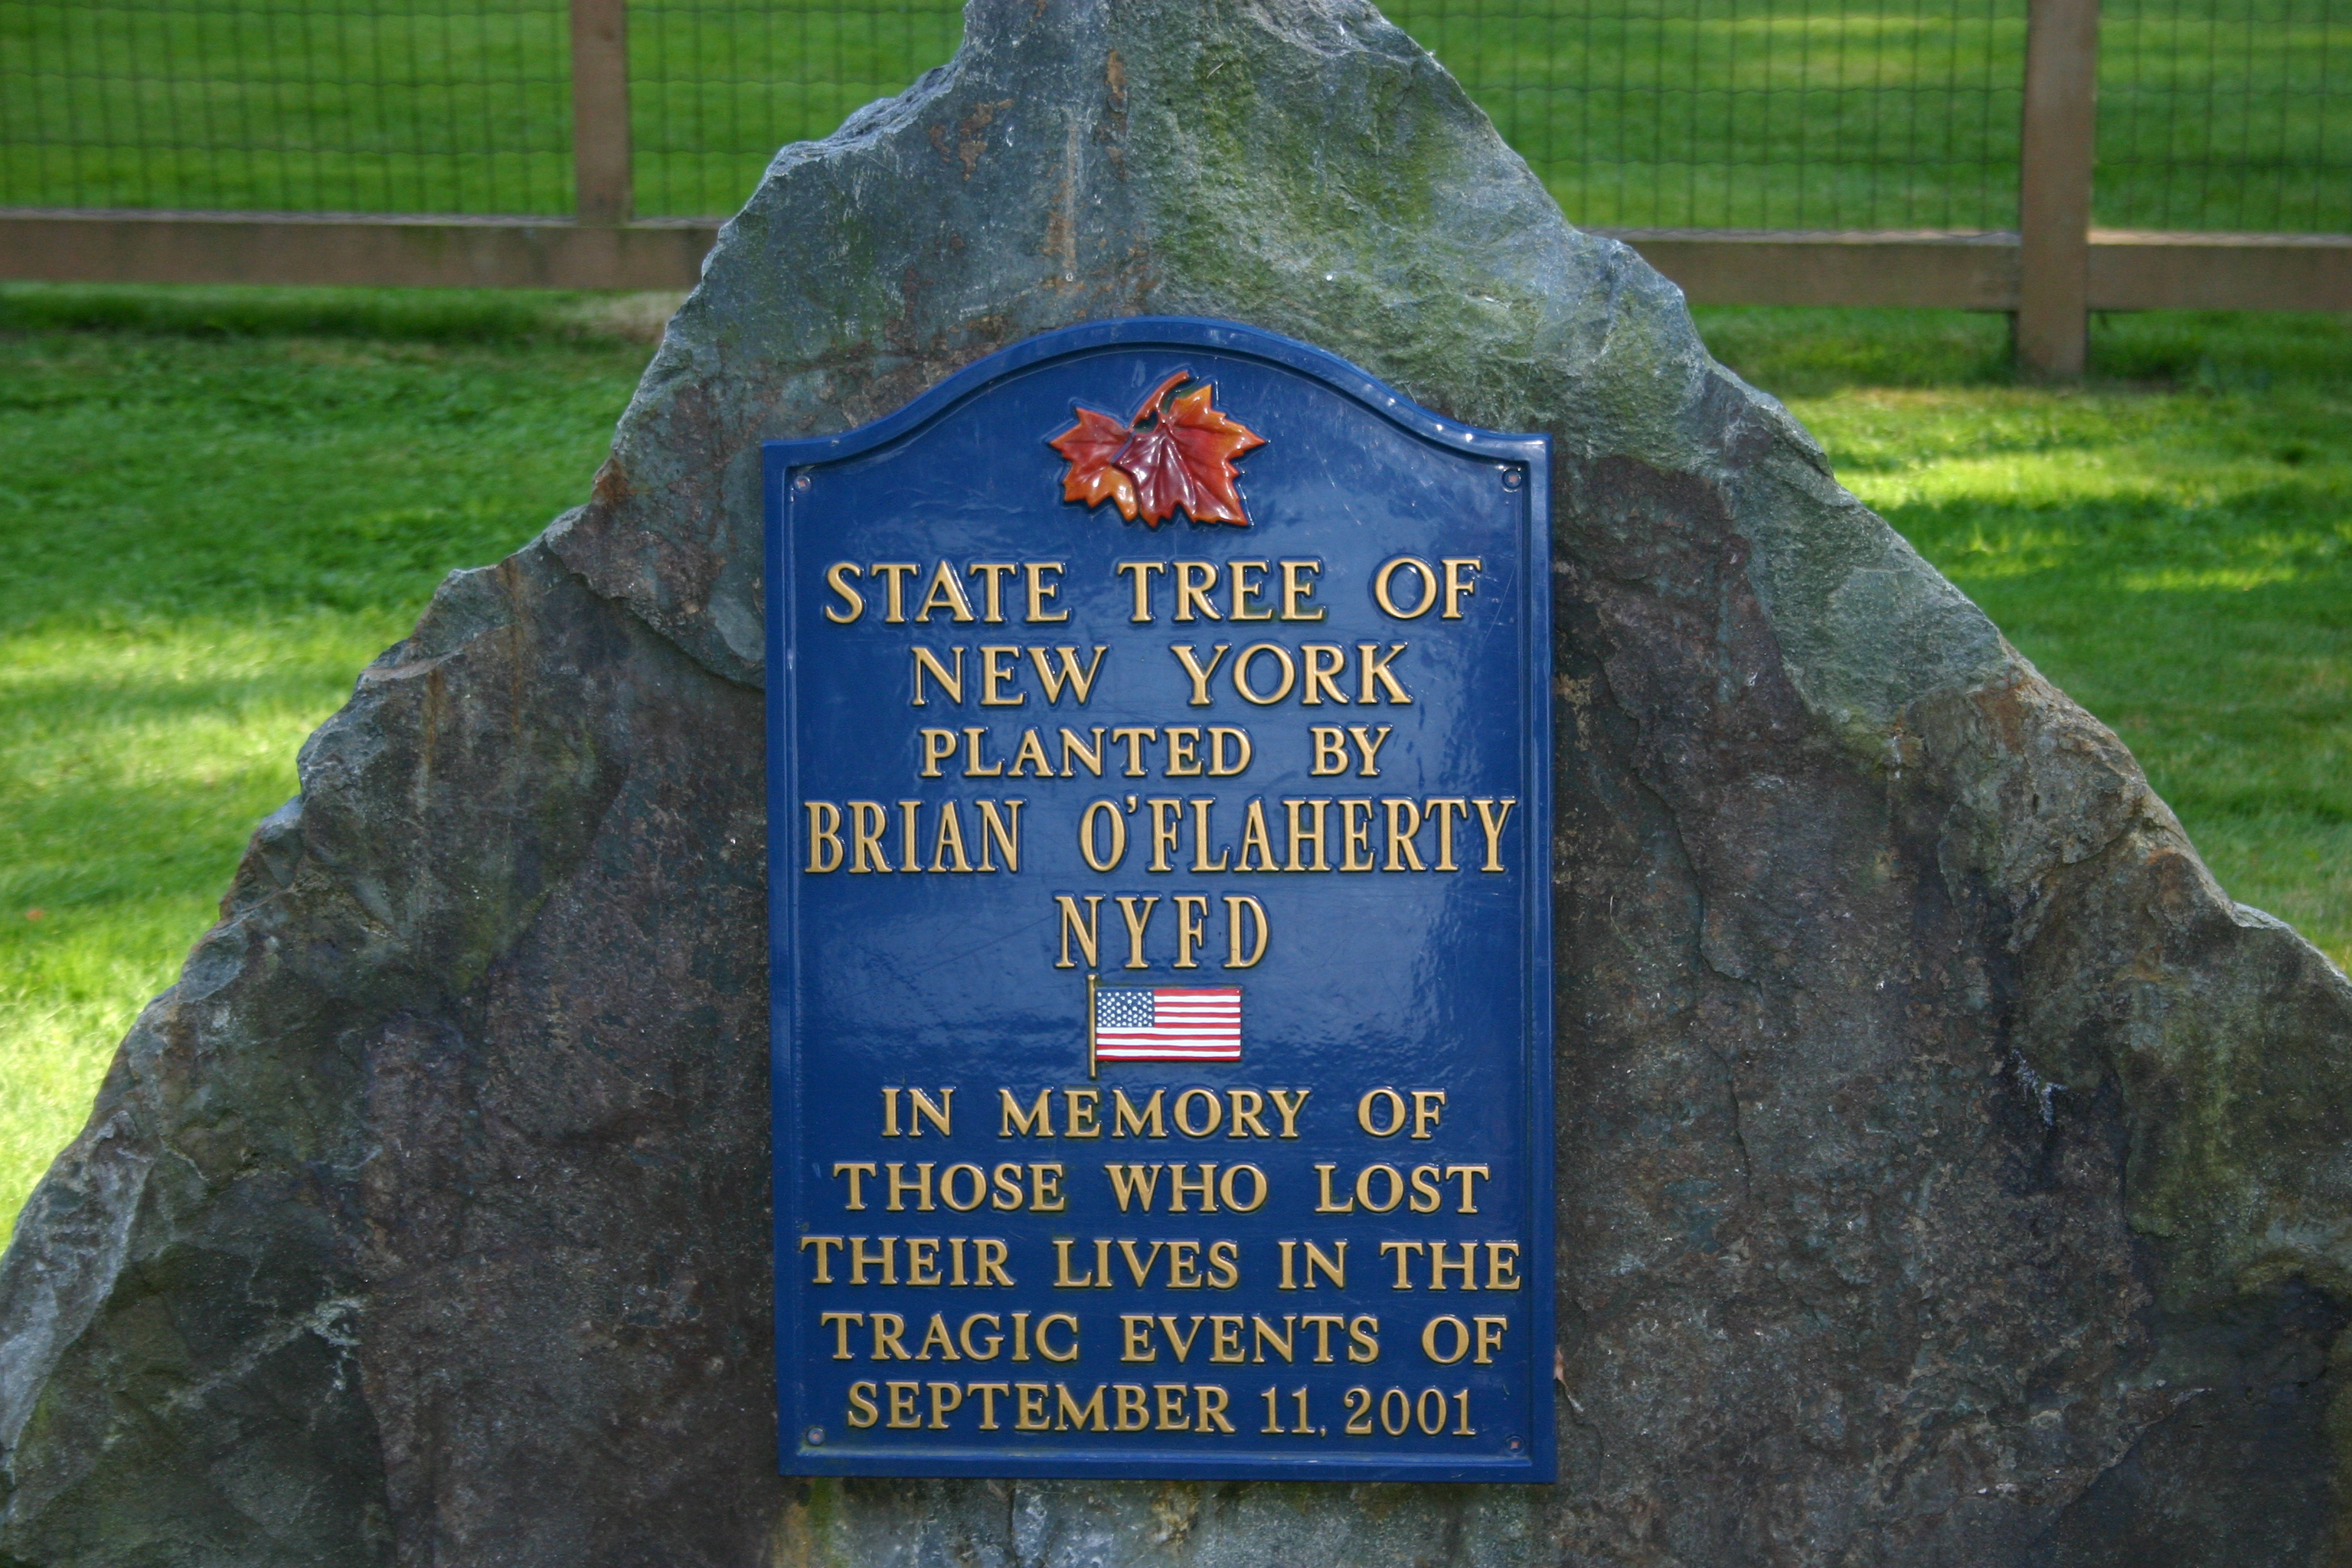 STATE TREE OF
NEW YORK
PLANTED BY
BRIAN O'FLAHERTY
NYFD
IN MEMORY OF
THOSE WHO LOST
THEIR LIVES IN THE
TRAGIC EVENTS OF
SEPTEMBER 11, 2001